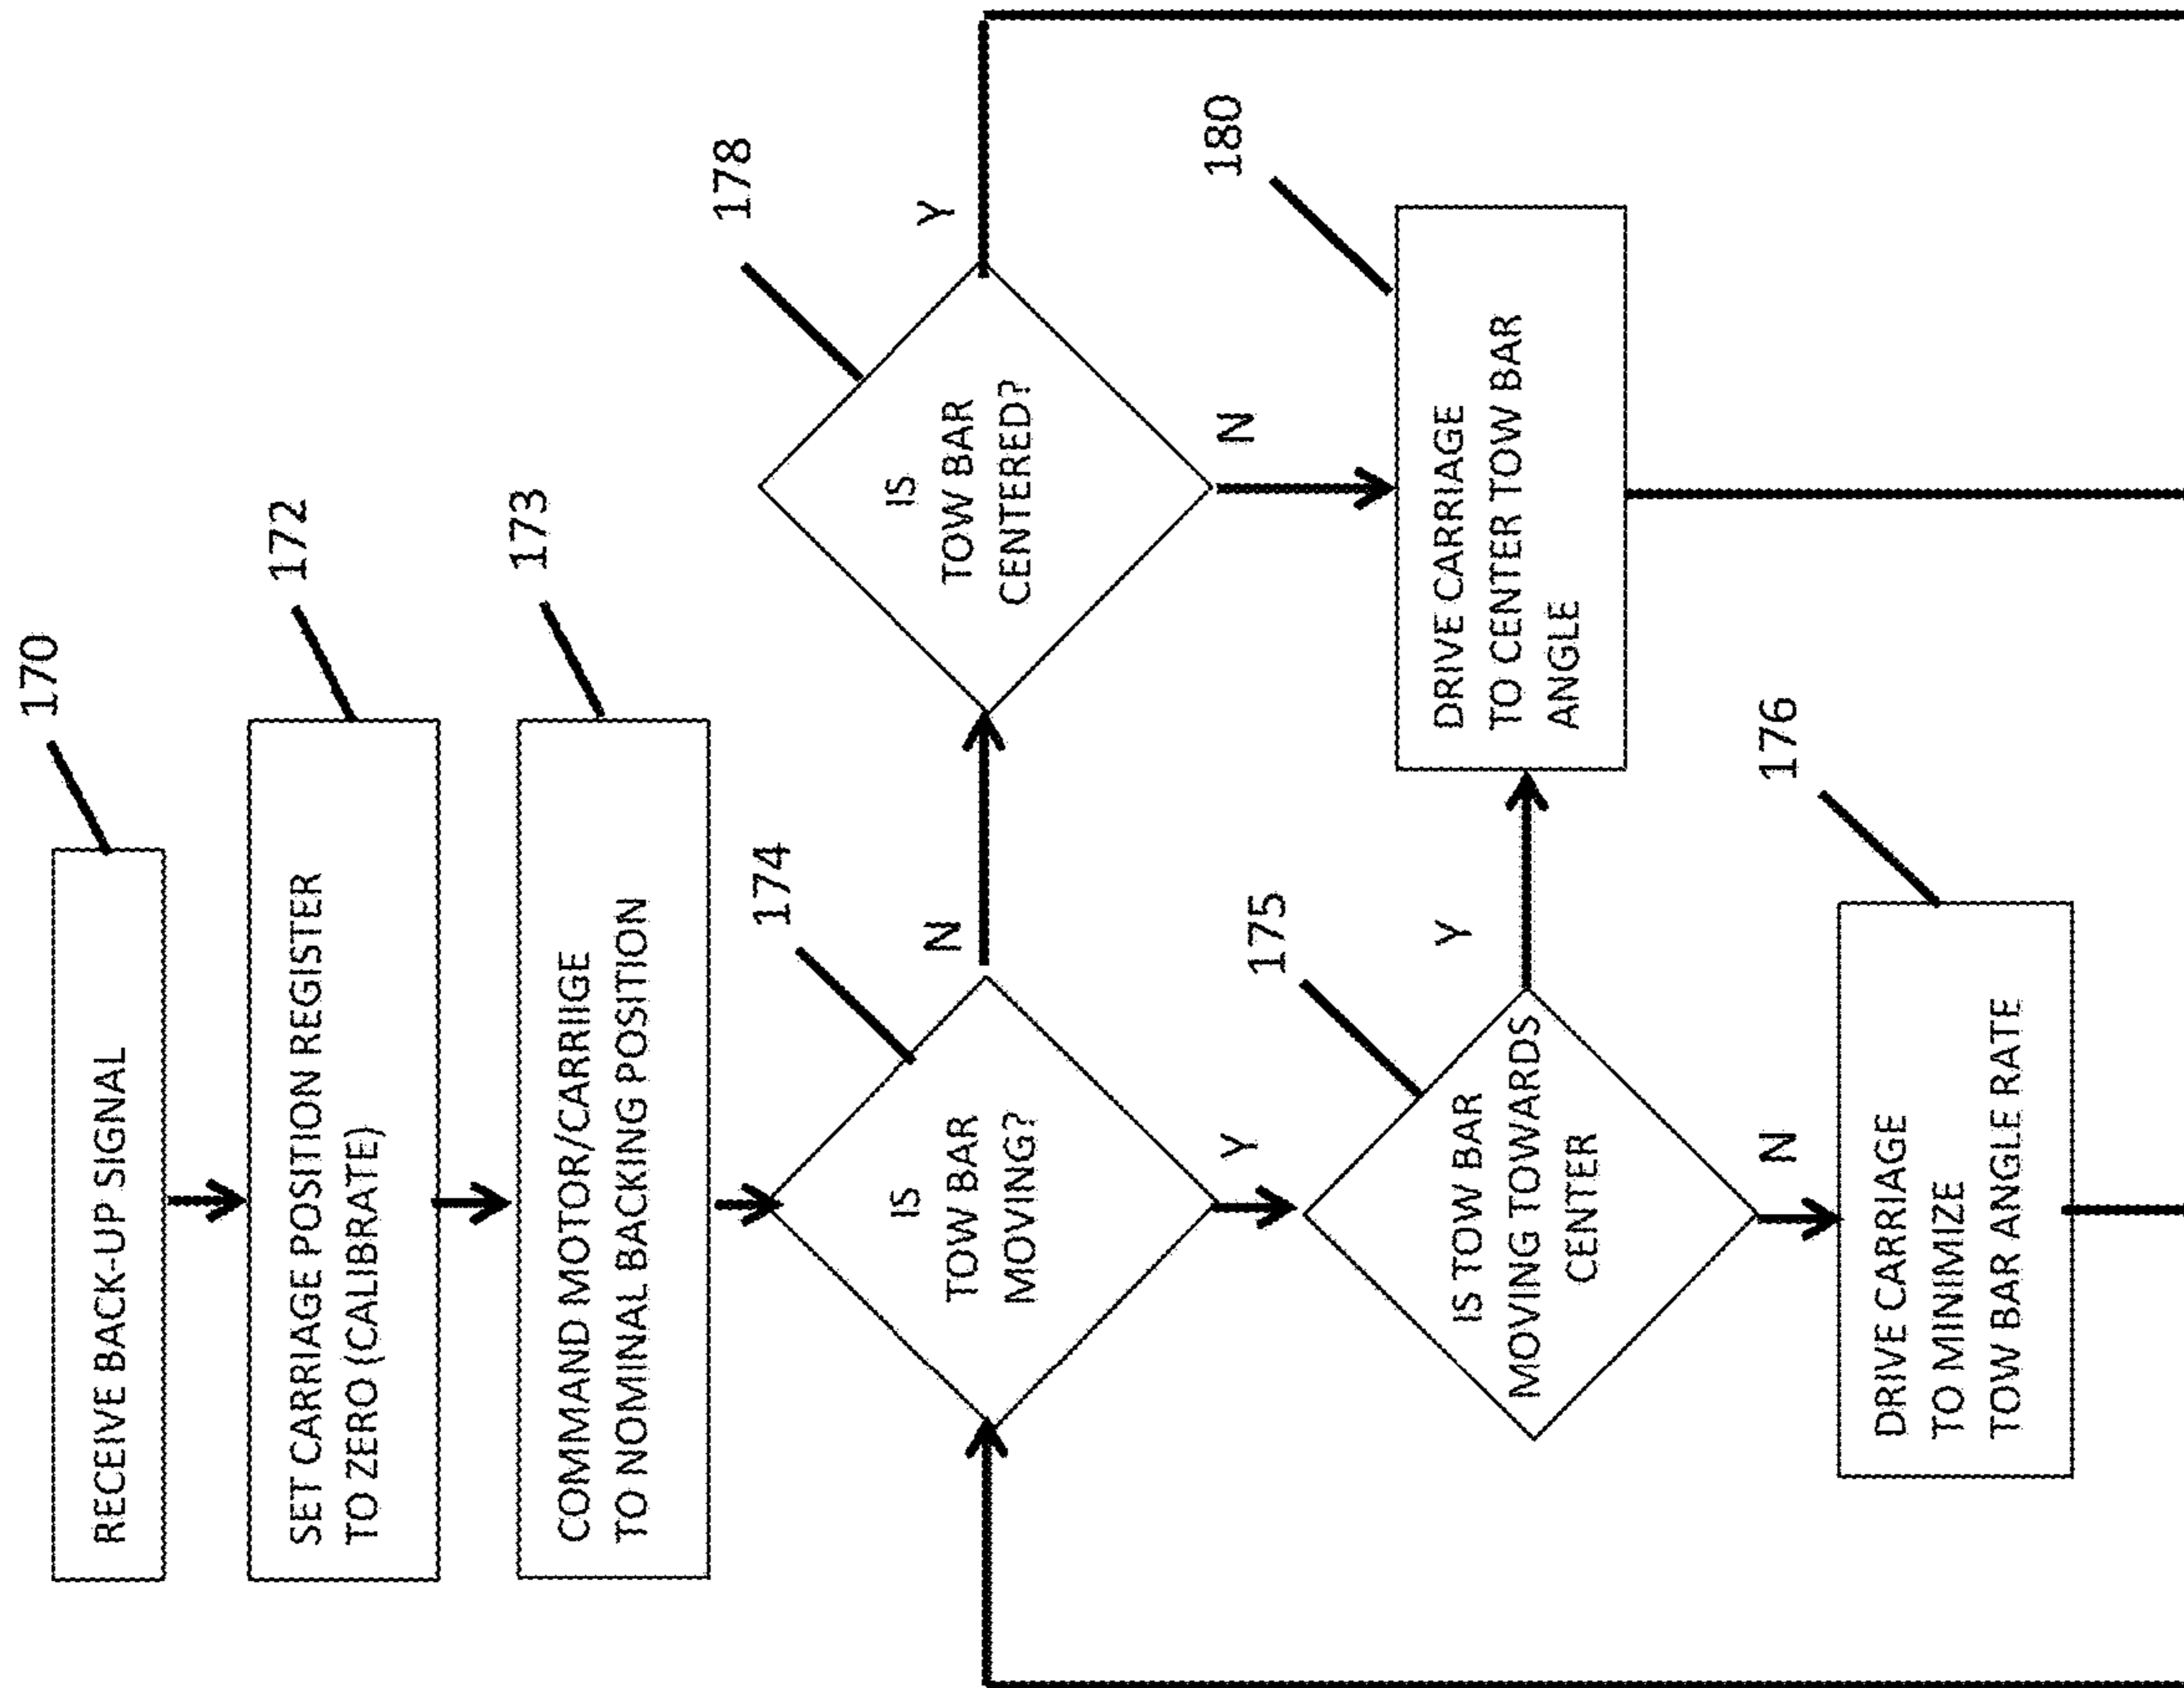 170
RECEIVE BACK-UP SIGNAL
172
SET CARRIAGE POSITION REGISTER
TO ZERO (CALIBRATE)
173
COMMAND MOTOR/CARRIIGE
TO NOMINAL BACKING POSITION
174
IS
TOW BAR
MOVING?
N
Y
178
IS
TOW BAR
CENTERED?
Y
N
175
IS TOW BAR
MOVING TOWARDS
CENTER
Y
N
180
DRIVE CARRIAGE
TO CENTER TOW BAR
ANGLE
176
DRIVE CARRIAGE
TO MINIMIZE
TOW BAR ANGLE RATE